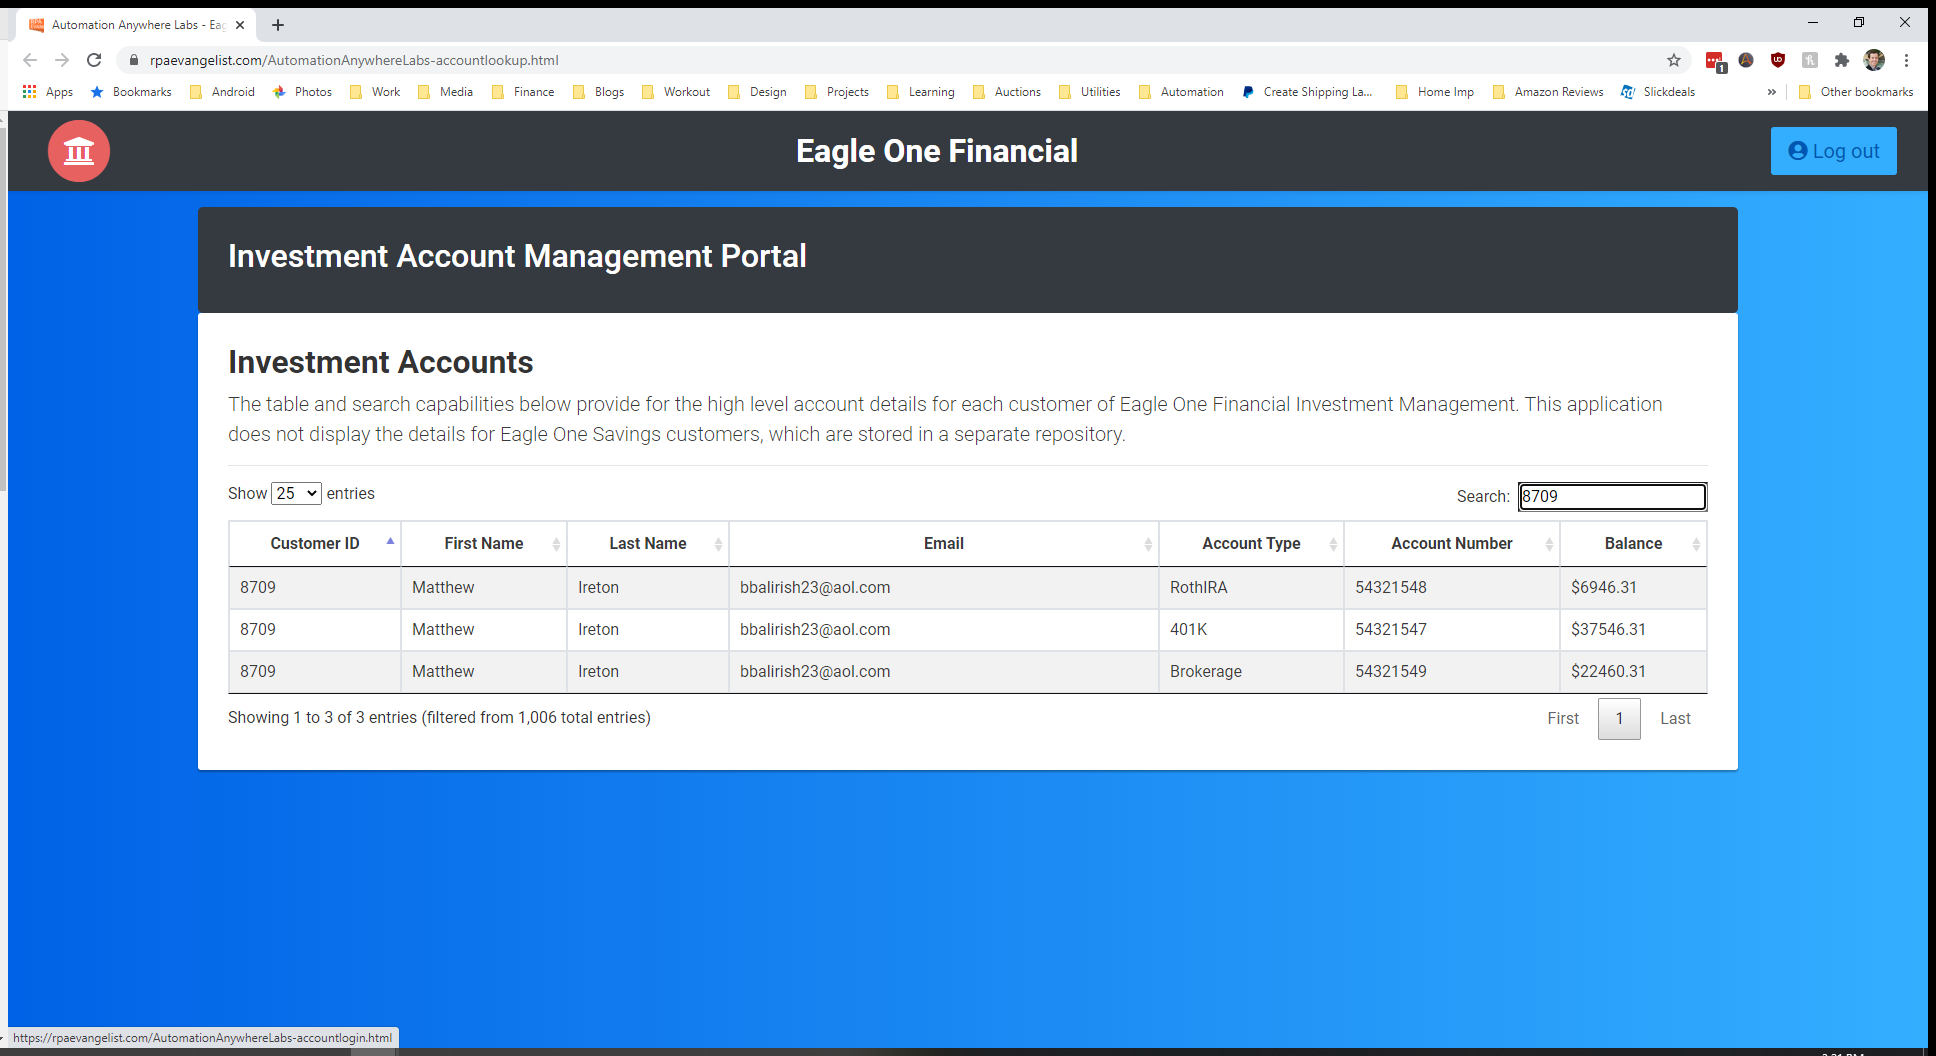 Automation Anywhere Labs - Eag
rpaevangelist.com/AutomationAnywhereLabs-accountlookup.html
1
Apps Bookmarks Android Photos Work Media Finance Blogs Workout Design Projects Learning Auctions Utilities Automation Create Shipping La... Home Imp Amazon Reviews Slickdeals » Other bookmarks
Eagle One Financial
Log out
Investment Account Management Portal
Investment Accounts
The table and search capabilities below provide for the high level account details for each customer of Eagle One Financial Investment Management. This application
does not display the details for Eagle One Savings customers, which are stored in a separate repository.
Show 25 entries
Search: 8709
Customer ID First Name Last Name Email Account Type Account Number Balance
8709 Matthew Ireton bbalirish23@aol.com RothIRA 54321548 $6946.31
8709 Matthew Ireton bbalirish23@aol.com 401K 54321547 $37546.31
8709 Matthew Ireton bbalirish23@aol.com Brokerage 54321549 $22460.31
Showing 1 to 3 of 3 entries (filtered from 1,006 total entries)
First 1 Last
https://rpaevangelist.com/AutomationAnywhereLabs-accountlogin.html